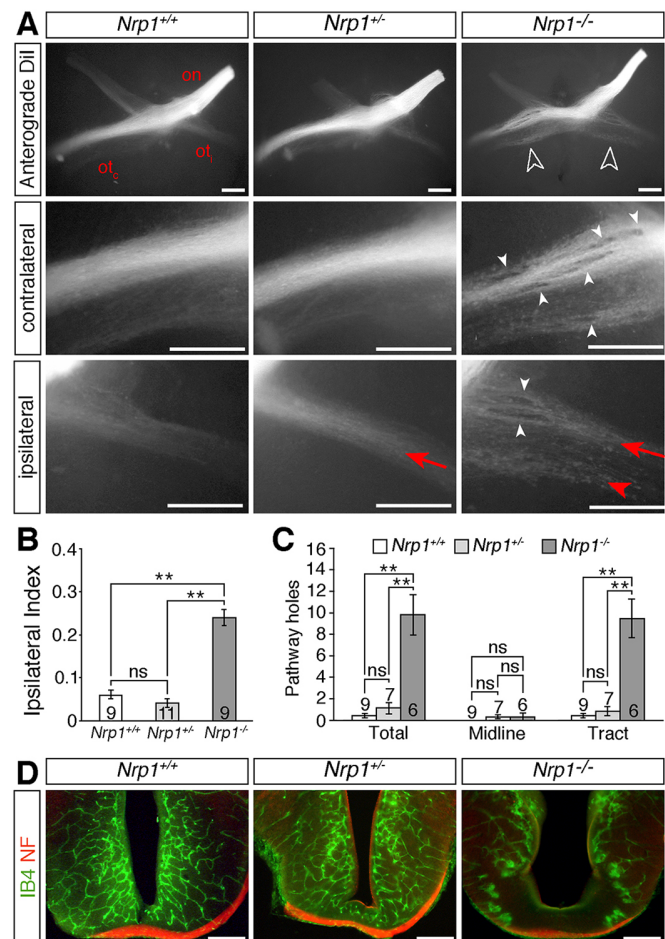 A
Nrp1+/+
Nrp1+/-
Nrp1-/-
Anterograde DiI
on
otc
oti
contralateral
ipsilateral
B
Ipsilateral Index
0.4
0.3
0.2
0.1
0
**
**
ns
9
11
9
Nrp1+/+
Nrp1+/-
Nrp1-/-
C
Nrp1+/+
Nrp1+/-
Nrp1-/-
Pathway holes
16
14
12
10
8
6
4
2
0
**
**
ns
9
7
6
ns
ns
ns
9
7
6
**
**
ns
9
7
6
Total
Midline
Tract
D
Nrp1+/+
Nrp1+/-
Nrp1-/-
IB4 NF